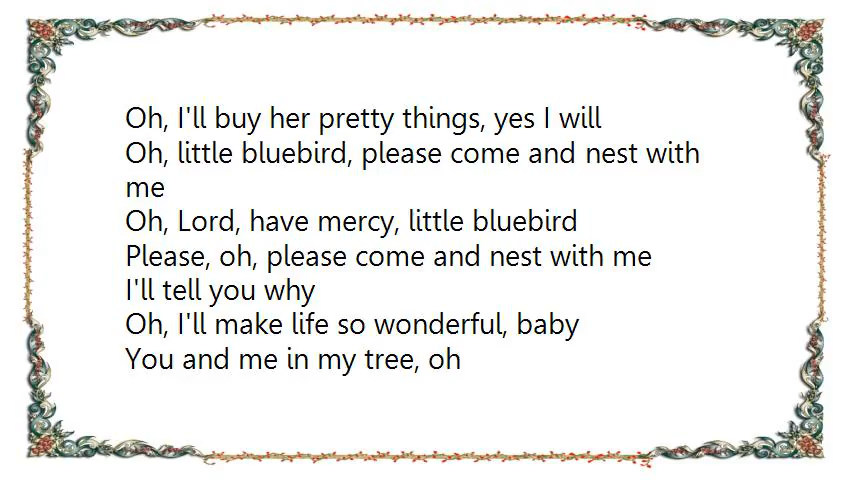 Oh, I'll buy her pretty things, yes I will
Oh, little bluebird, please come and nest with
me
Oh, Lord, have mercy, little bluebird
Please, oh, please come and nest with me
I'll tell you why
Oh, I'll make life so wonderful, baby
You and me in my tree, oh